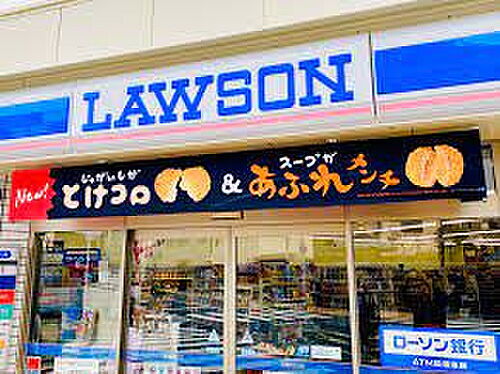 LAWSON
New!
じゃがいもが
とけコロ
&
スープが
あふれメンチ
ローソン銀行